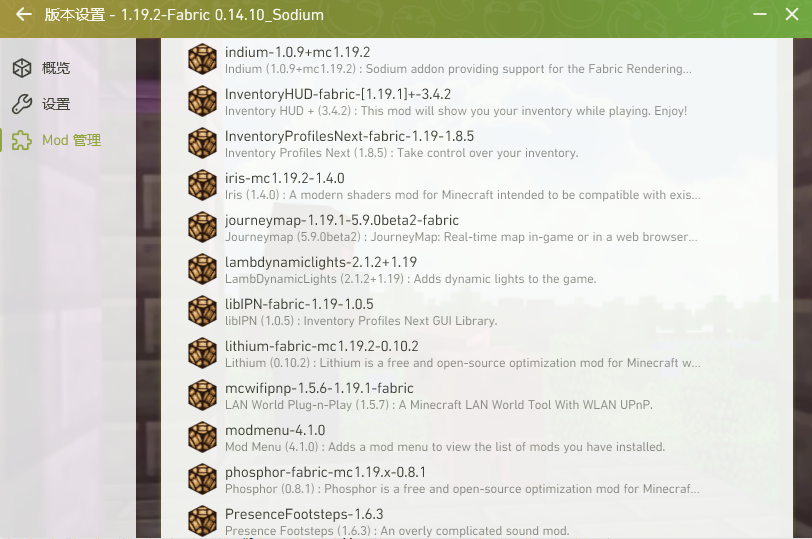 版本设置 - 1.19.2-Fabric 0.14.10_Sodium
概览
设置
Mod 管理
indium-1.0.9+mc1.19.2
Indium (1.0.9+mc1.19.2) : Sodium addon providing support for the Fabric Rendering...
InventoryHUD-fabric-[1.19.1]+-3.4.2
Inventory HUD + (3.4.2) : This mod will show you your inventory while playing. Enjoy!
InventoryProfilesNext-fabric-1.19-1.8.5
Inventory Profiles Next (1.8.5) : Take control over your inventory.
iris-mc1.19.2-1.4.0
Iris (1.4.0) : A modern shaders mod for Minecraft intended to be compatible with exis...
journeymap-1.19.1-5.9.0beta2-fabric
Journeymap (5.9.0beta2) : JourneyMap: Real-time map in-game or in a web browser...
lambdynamiclights-2.1.2+1.19
LambDynamicLights (2.1.2+1.19) : Adds dynamic lights to the game.
libIPN-fabric-1.19-1.0.5
libIPN (1.0.5) : Inventory Profiles Next GUI Library.
lithium-fabric-mc1.19.2-0.10.2
Lithium (0.10.2) : Lithium is a free and open-source optimization mod for Minecraft w...
mcwifipnp-1.5.6-1.19.1-fabric
LAN World Plug-n-Play (1.5.7) : A Minecraft LAN World Tool With WLAN UPnP.
modmenu-4.1.0
Mod Menu (4.1.0) : Adds a mod menu to view the list of mods you have installed.
phosphor-fabric-mc1.19.x-0.8.1
Phosphor (0.8.1) : Phosphor is a free and open-source optimization mod for Minecraf...
PresenceFootsteps-1.6.3
Presence Footsteps (1.6.3) : An overly complicated sound mod.